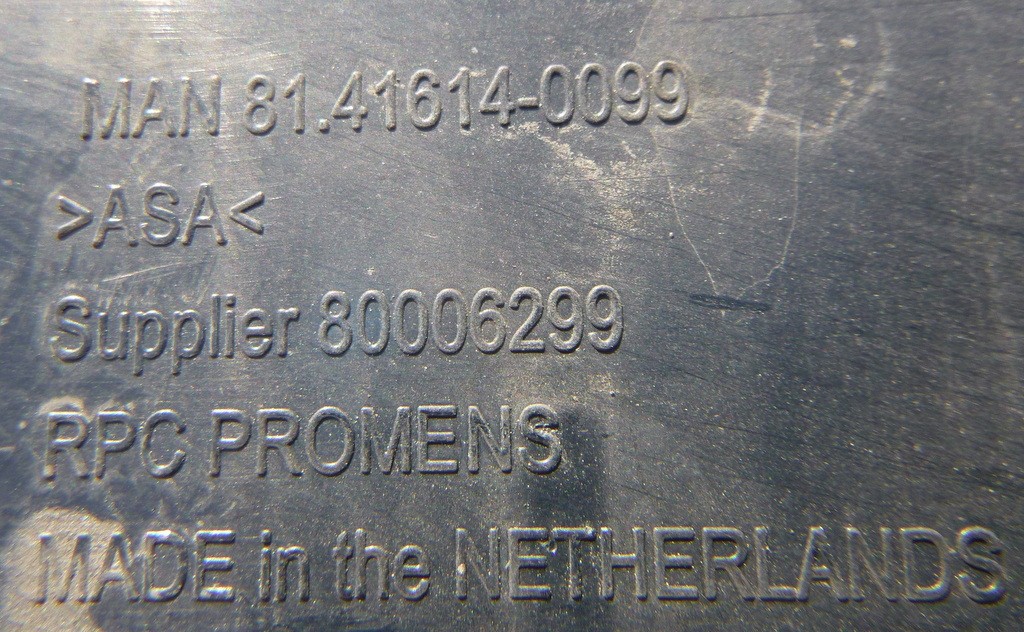 MAN 81.41614-0099
>ASA<
Supplier 80006299
RPC PROMENS
MADE in the NETHERLANDS